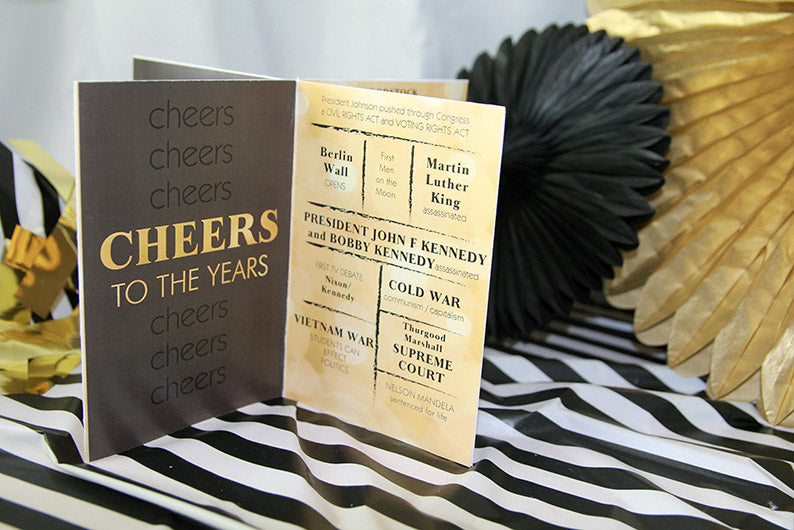 cheers
cheers
cheers
CHEERS
TO THE YEARS
cheers
cheers
cheers
President Johnson pushed through Congress
a CIVIL RIGHTS ACT and VOTING RIGHTS ACT
Berlin
Wall
OPENS
First
Men
on the
Moon
Martin
Luther
King
assassinated
PRESIDENT JOHN F KENNEDY
and BOBBY KENNEDY assassinated
FIRST TV DEBATE
Nixon/
Kennedy
COLD WAR
communism / capitalism
VIETNAM WAR
STUDENTS CAN
EFFECT
POLITICS
Thurgood
Marshall
SUPREME
COURT
NELSON MANDELA
sentenced for life